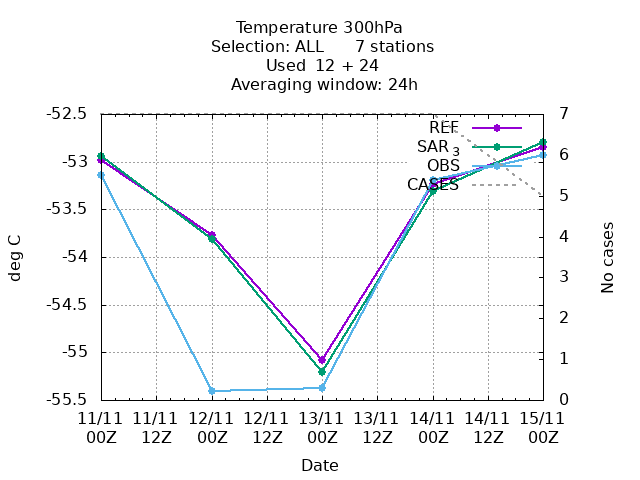 Temperature 300hPa
Selection: ALL 7 stations
Used 12 + 24
Averaging window: 24h
-52.5 7
REF
SAR 3
-53 OBS 6
CASES
-53.5 5
-54 4
3
-54.5
2
-55 1
-55.5 0
deg C
No cases
11/11 11/11 12/11 12/11 13/11 13/11 14/11 14/11 15/11
00Z 12Z 00Z 12Z 00Z 12Z 00Z 12Z 00Z
Date